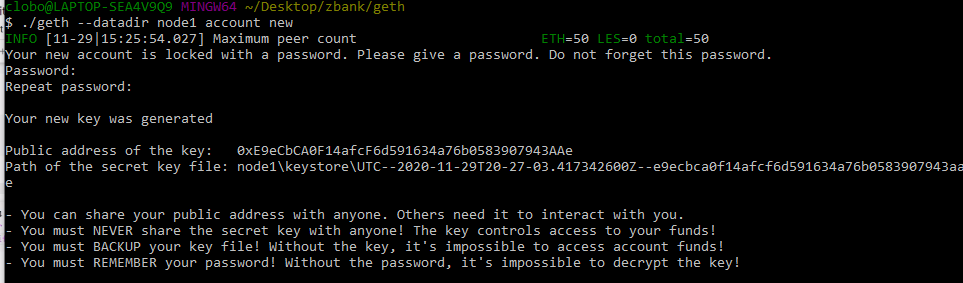 clobo@LAPTOP-SEA4V9Q9 MINGW64 ~/Desktop/zbank/geth
$ ./geth --datadir node1 account new
INFO [11-29|15:25:54.027] Maximum peer count ETH=50 LES=0 total=50
Your new account is locked with a password. Please give a password. Do not forget this password.
Password:
Repeat password:
Your new key was generated
Public address of the key: 0xE9eCbCA0F14afcF6d591634a76b0583907943AAe
Path of the secret key file: node1\keystore\UTC--2020-11-29T20-27-03.417342600Z--e9ecbca0f14afcf6d591634a76b0583907943aa
e
- You can share your public address with anyone. Others need it to interact with you.
- You must NEVER share the secret key with anyone! The key controls access to your funds!
- You must BACKUP your key file! Without the key, it's impossible to access account funds!
- You must REMEMBER your password! Without the password, it's impossible to decrypt the key!